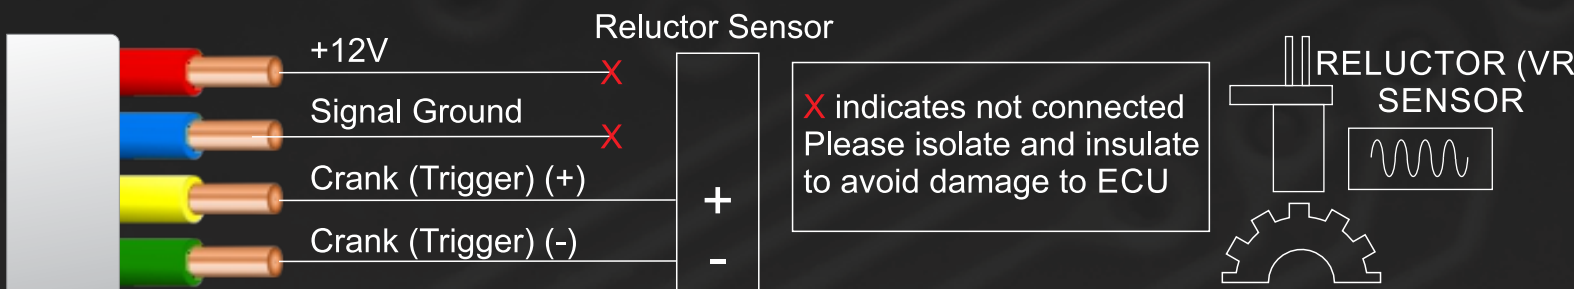 Reluctor Sensor
+12V
X
Signal Ground
X
Crank (Trigger) (+)
+
Crank (Trigger) (-)
-
X indicates not connected
Please isolate and insulate
to avoid damage to ECU
RELUCTOR (VR
SENSOR